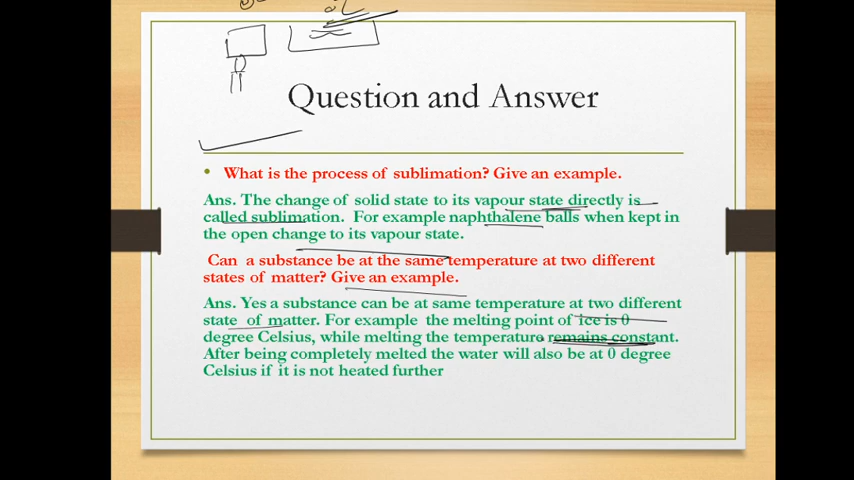 Question and Answer
• What is the process of sublimation? Give an example.
Ans. The change of solid state to its vapour state directly is
called sublimation. For example naphthalene balls when kept in
the open change to its vapour state.
Can a substance be at the same temperature at two different
states of matter? Give an example.
Ans. Yes a substance can be at same temperature at two different
state of matter. For example the melting point of ice is 0
degree Celsius, while melting the temperature remains constant.
After being completely melted the water will also be at 0 degree
Celsius if it is not heated further